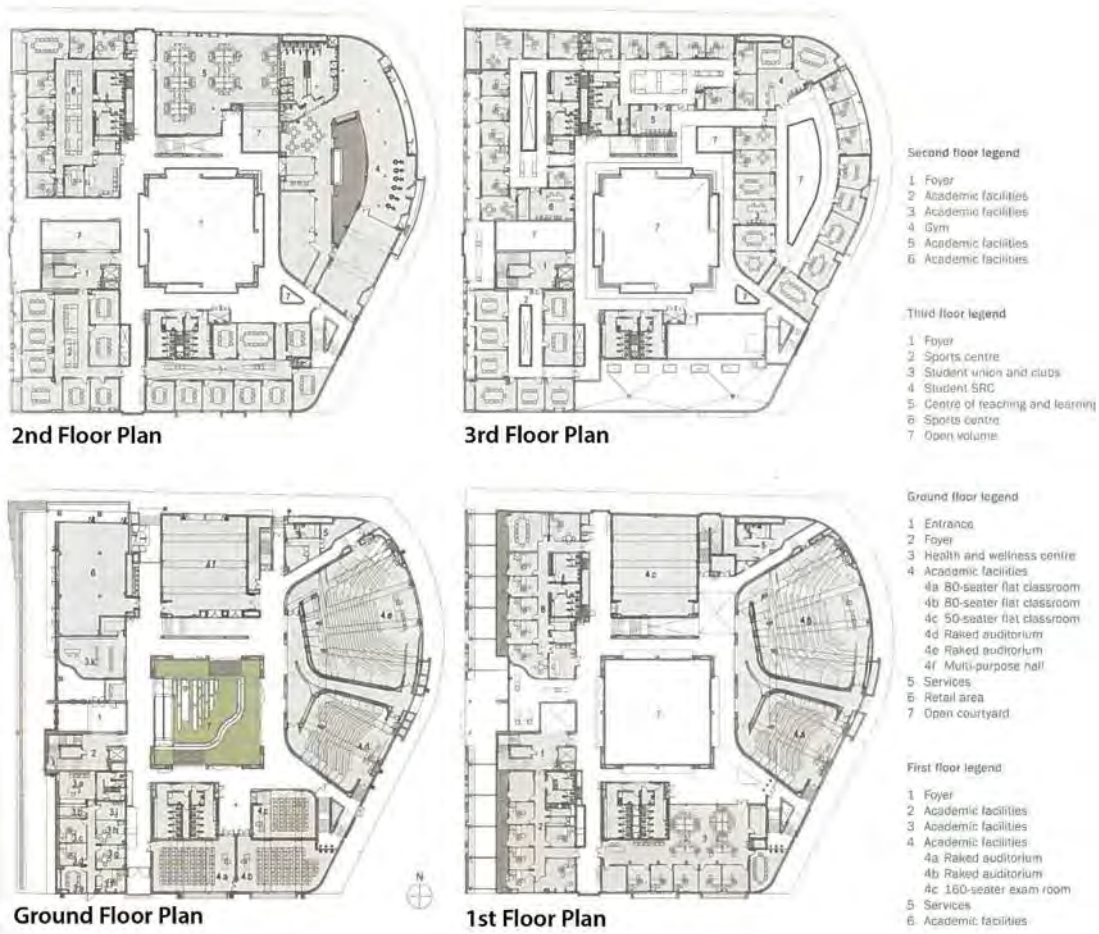 2nd Floor Plan
3rd Floor Plan
Second floor legend
1 Foyer
2 Academic facilities
3 Academic facilities
4 Gym
5 Academic facilities
6 Academic facilities
Third floor legend
1 Foyer
2 Sports centre
3 Student union and clubs
4 Student SRC
5 Centre of teaching and learning
6 Sports centre
7 Open volume
Ground Floor Plan
N
1st Floor Plan
Ground floor legend
1 Entrance
2 Foyer
3 Health and wellness centre
4 Academic facilities
4a 80-seater flat classroom
4b 80-seater flat classroom
4c 50-seater flat classroom
4d Raked auditorium
4e Raked auditorium
4f Multi-purpose hall
5 Services
6 Retail area
7 Open courtyard
First floor legend
1 Foyer
2 Academic facilities
3 Academic facilities
4 Academic facilities
4a Raked auditorium
4b Raked auditorium
4c 160-seater exam room
5 Services
6 Academic facilities